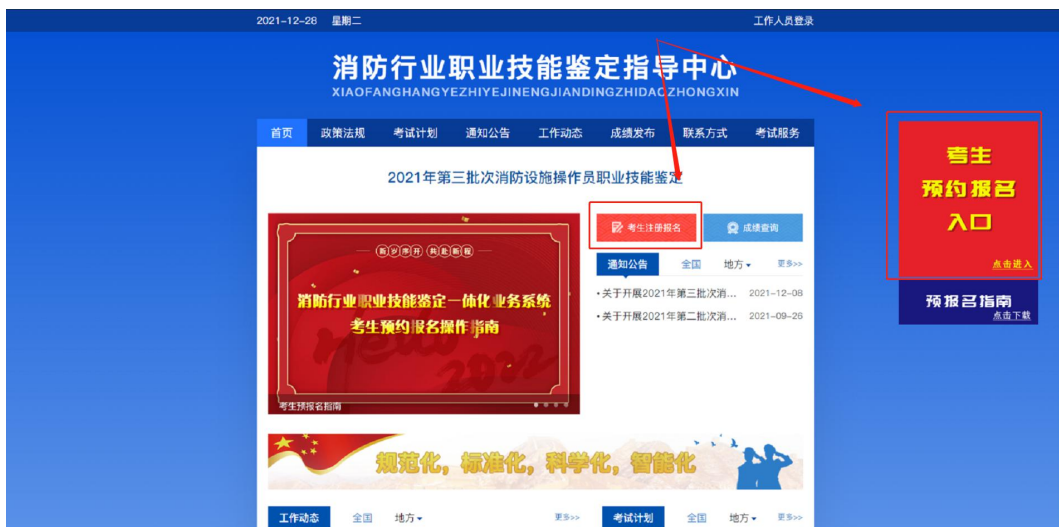 2021-12-28 星期二
工作人员登录
消防行业职业技能鉴定指导中心
XIAOFANGHANGYEZHIYEJINENGJIANDINGZHIDAOZHONGXIN
首页 政策法规 考试计划 通知公告 工作动态 成绩发布 联系方式 考试服务
2021年第三批次消防设施操作员职业技能鉴定
新岁序开 共赴新程
消防行业职业技能鉴定一体化业务系统
考生预约报名操作指南
Hello
2022
考生预报名指南
考生注册报名
成绩查询
通知公告 全国 地方 更多>>
·关于开展2021年第三批次消... 2021-12-08
·关于开展2021年第二批次消... 2021-09-26
考生
预约报名
入口
点击进入
预报名指南
点击下载
规范化，标准化，科学化，智能化
工作动态 全国 地方 更多>>
考试计划 全国 地方 更多>>